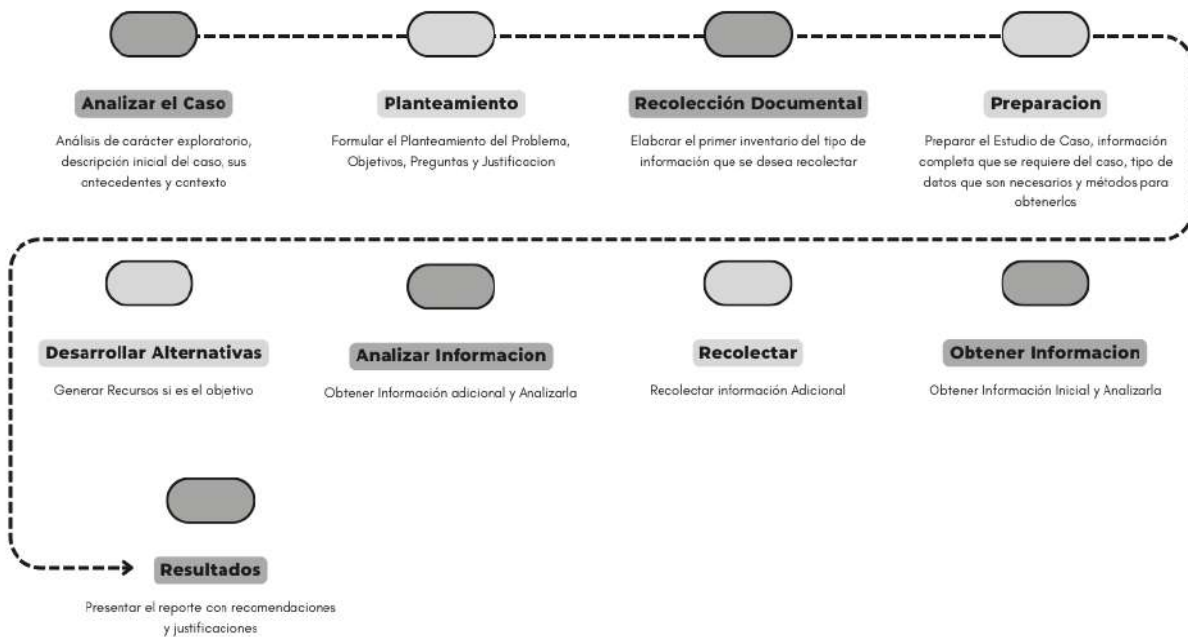 Analizar el Caso
Análisis de carácter exploratorio,
descripción inicial del caso, sus
antecedentes y contexto
Planteamiento
Formular el Planteamiento del Problema,
Objetivos, Preguntas y Justificacion
Recolección Documental
Elaborar el primer inventario del tipo de
información que se desea recolectar
Preparacion
Preparar el Estudio de Caso, información
completa que se requiere del caso, tipo de
datos que son necesarios y métodos para
obtenerlos
Desarrollar Alternativas
Generar Recursos si es el objetivo
Analizar Informacion
Obtener Información adicional y Analizarla
Recolectar
Recolectar información Adicional
Obtener Informacion
Obtener Información Inicial y Analizarla
Resultados
Presentar el reporte con recomendaciones
y justificaciones